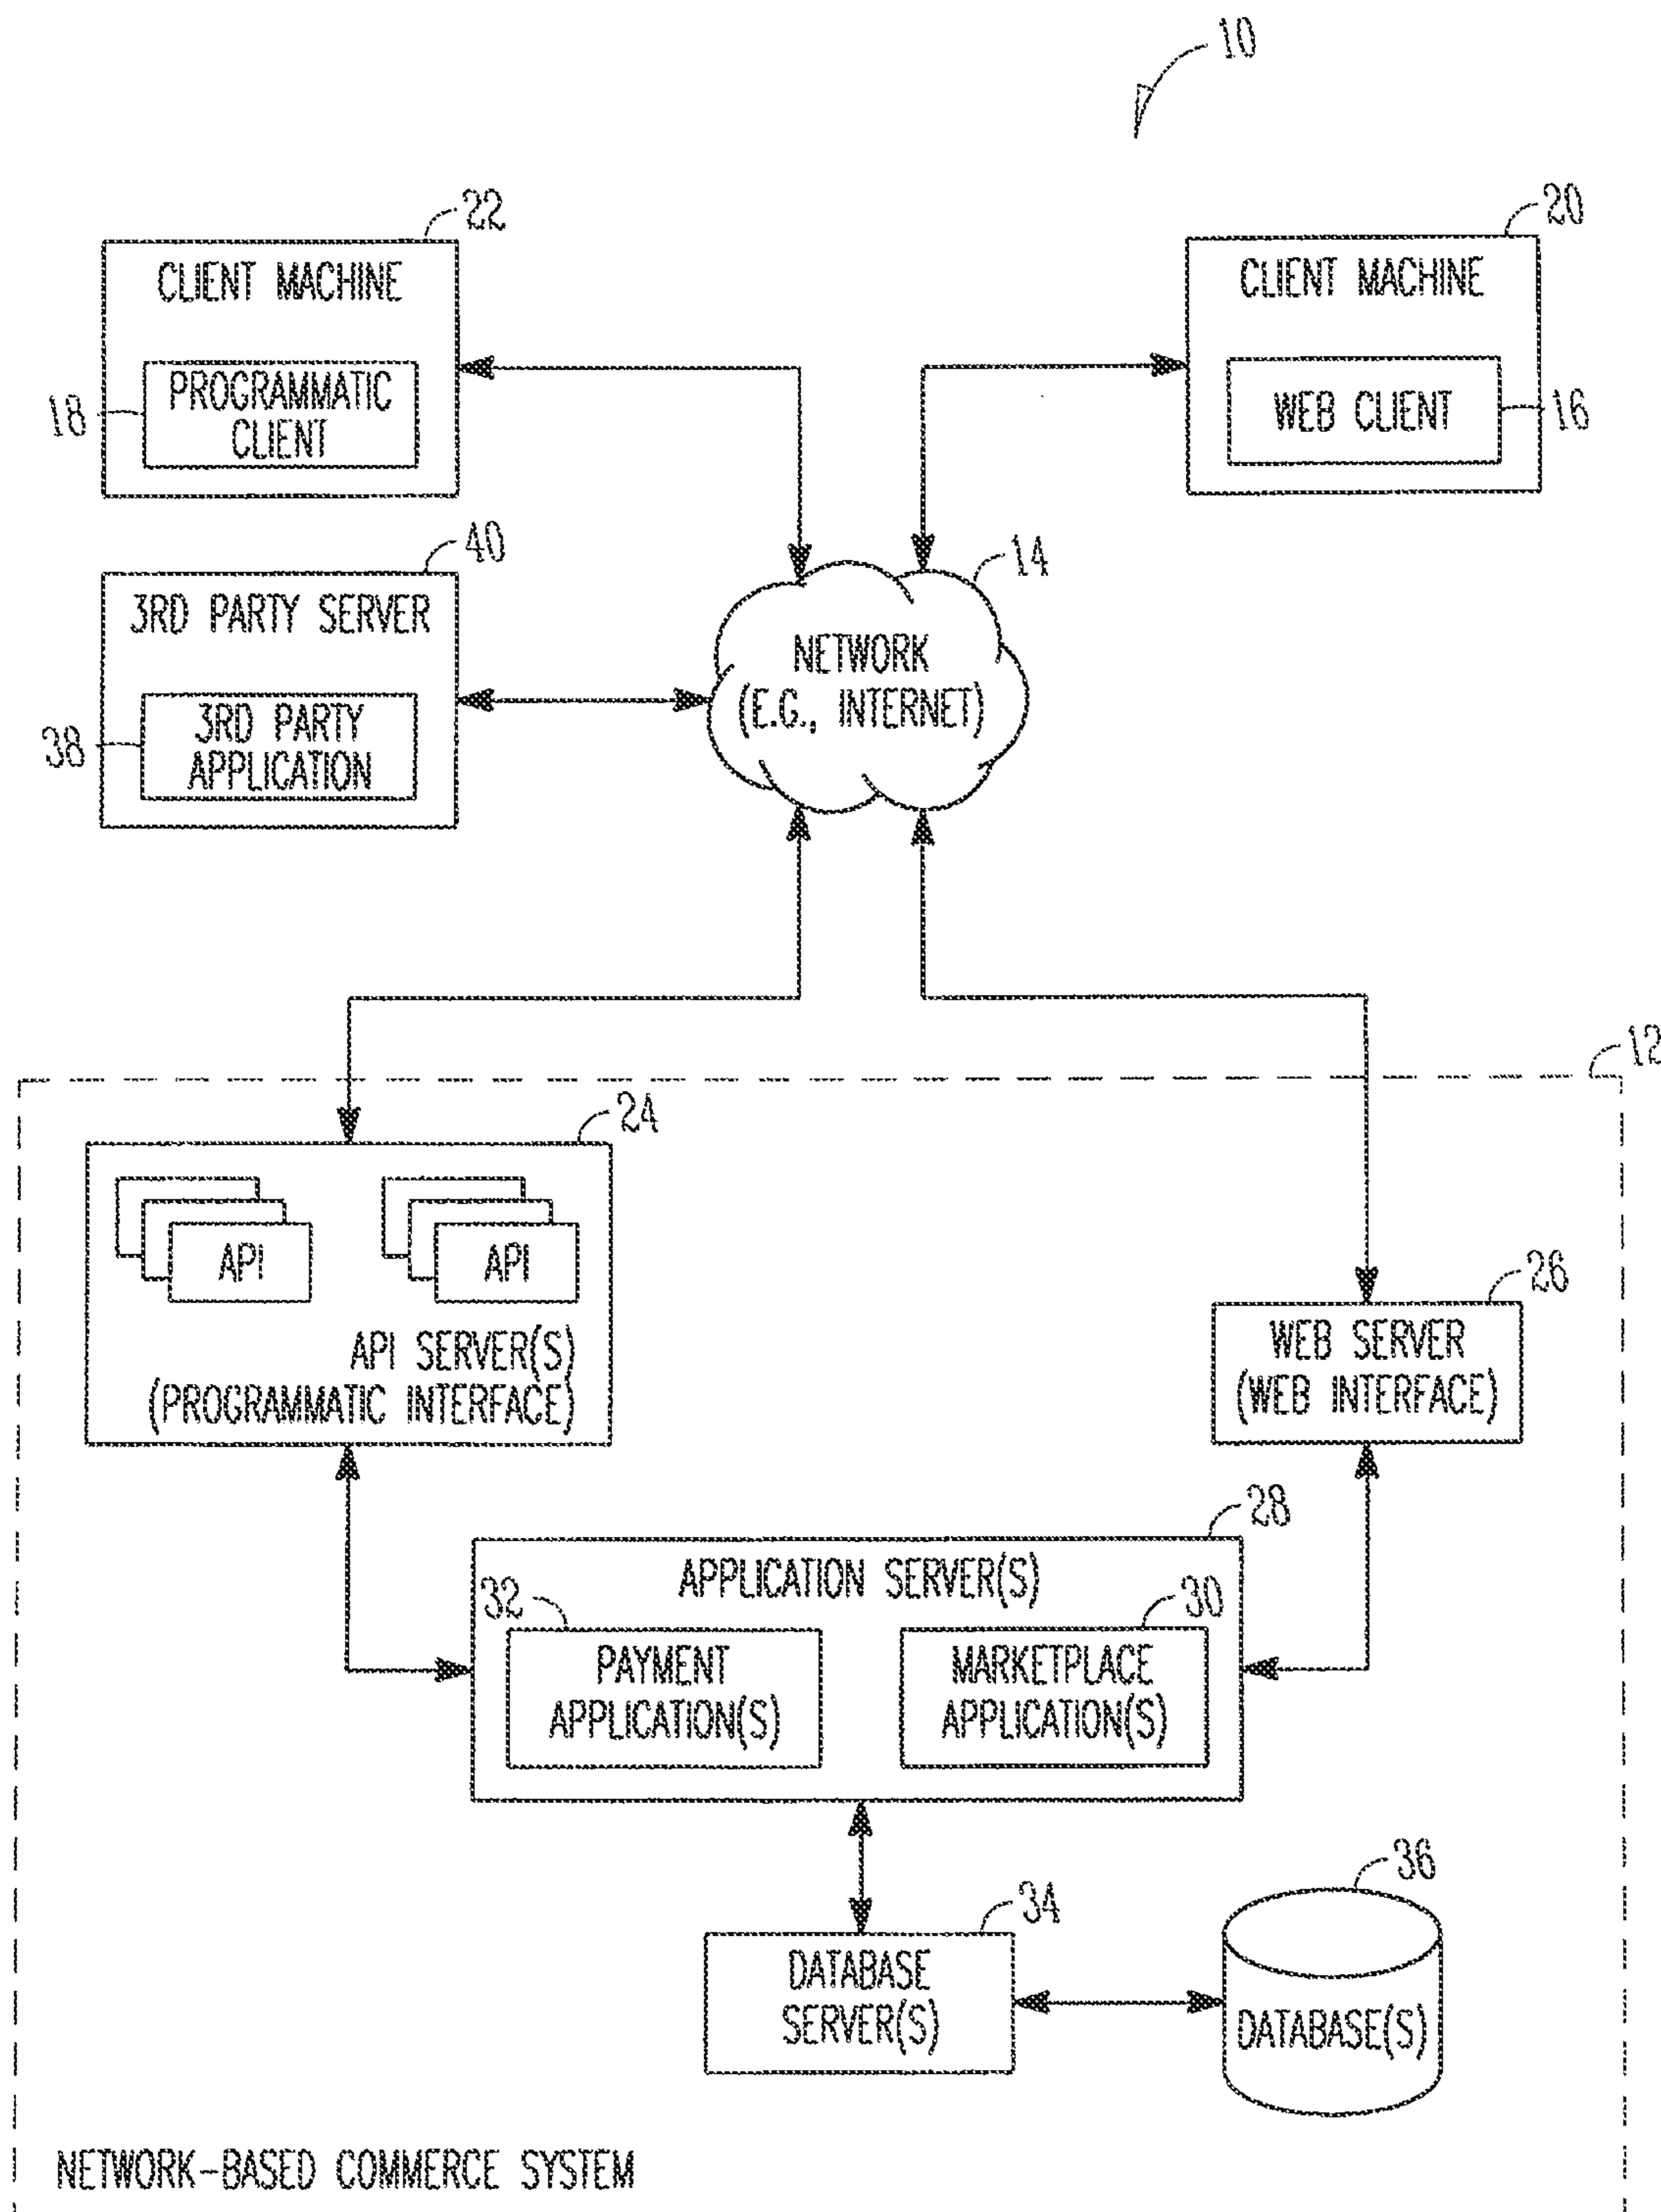 10
22
20
CLIENT MACHINE
CLIENT MACHINE
18
PROGRAMMATIC
CLIENT
WEB CLIENT
16
40
14
3RD PARTY SERVER
NETWORK
(E.G., INTERNET)
38
3RD PARTY
APPLICATION
12
24
API
API
API SERVER(S)
(PROGRAMMATIC INTERFACE)
26
WEB SERVER
(WEB INTERFACE)
28
APPLICATION SERVER(S)
32
30
PAYMENT
APPLICATION(S)
MARKETPLACE
APPLICATION(S)
34
36
DATABASE
SERVER(S)
DATABASE(S)
NETWORK-BASED COMMERCE SYSTEM